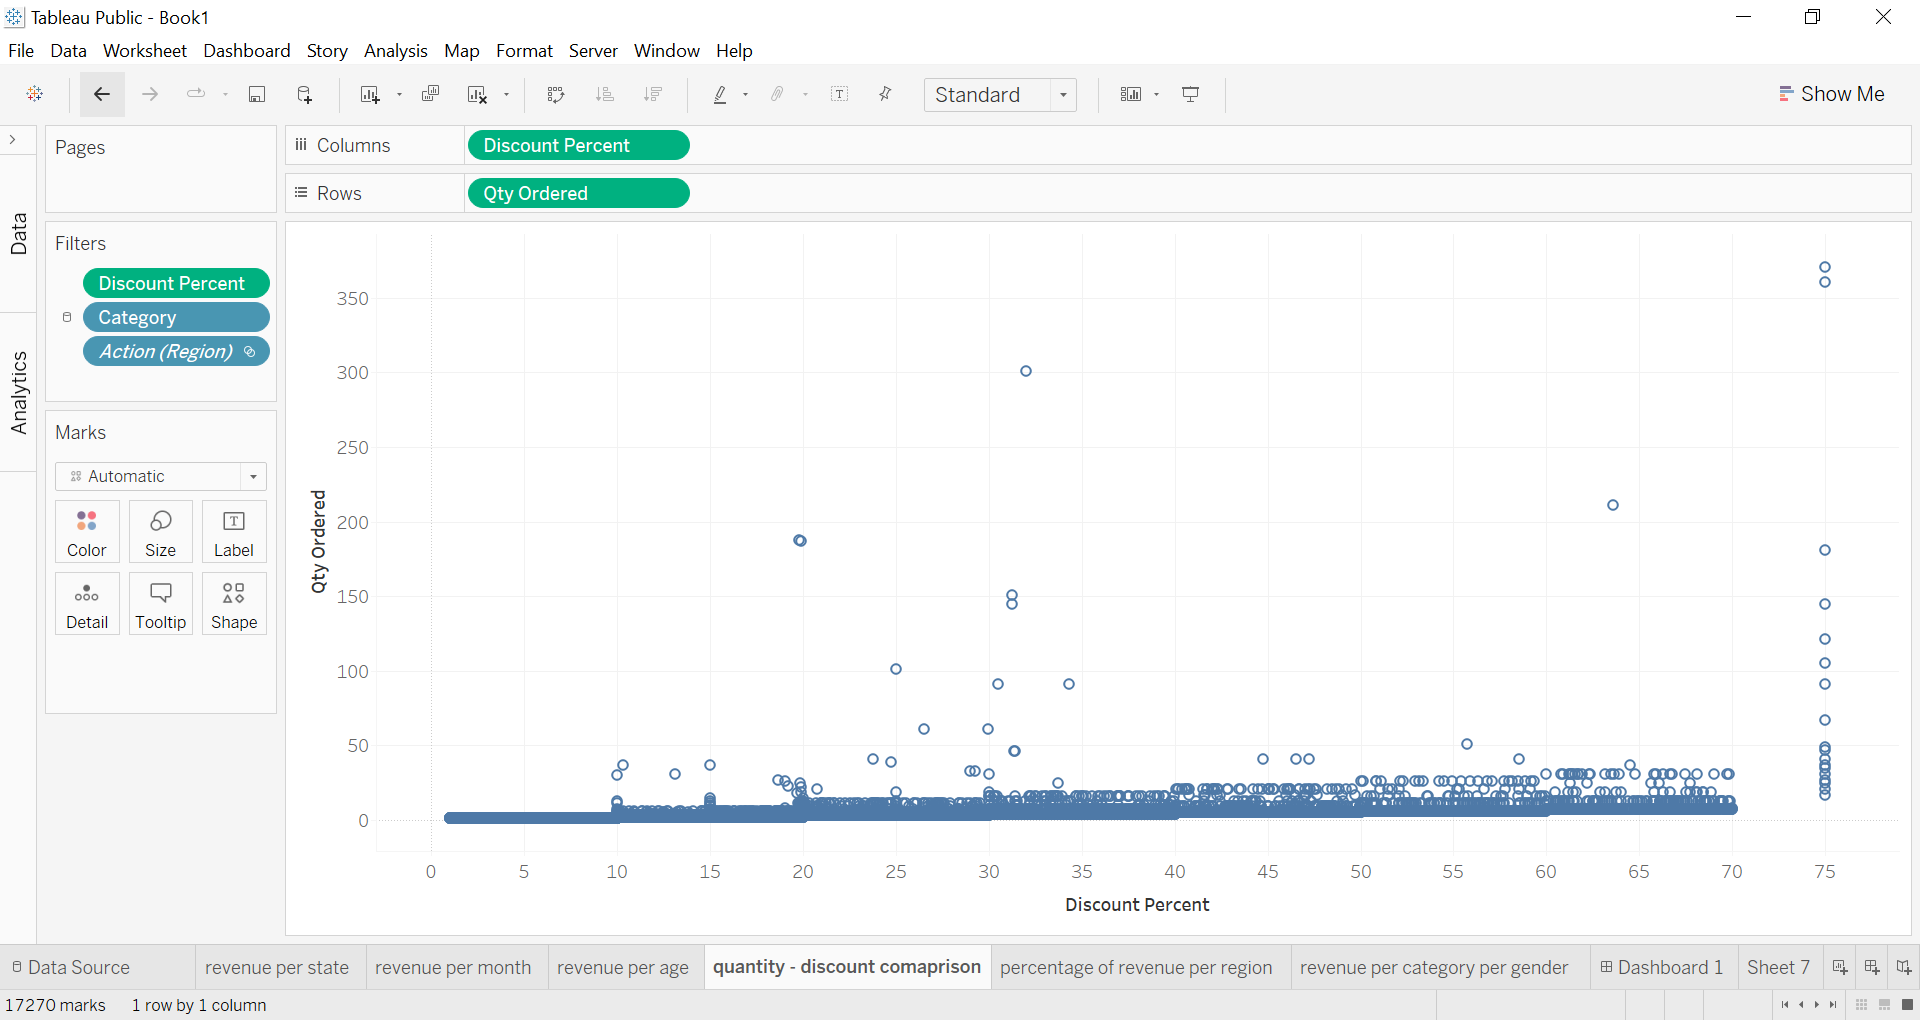 Tableau Public - Book1
File Data Worksheet Dashboard Story Analysis Map Format Server Window Help
Standard
Show Me
Pages
Columns
Discount Percent
Rows
Qty Ordered
Data
Analytics
Filters
Discount Percent
Category
Action (Region)
Marks
Automatic
Color Size Label
Detail Tooltip Shape
Qty Ordered
350
300
250
200
150
100
50
0
0 5 10 15 20 25 30 35 40 45 50 55 60 65 70 75
Discount Percent
Data Source revenue per state revenue per month revenue per age quantity - discount comaprison percentage of revenue per region revenue per category per gender Dashboard 1 Sheet 7
17270 marks 1 row by 1 column